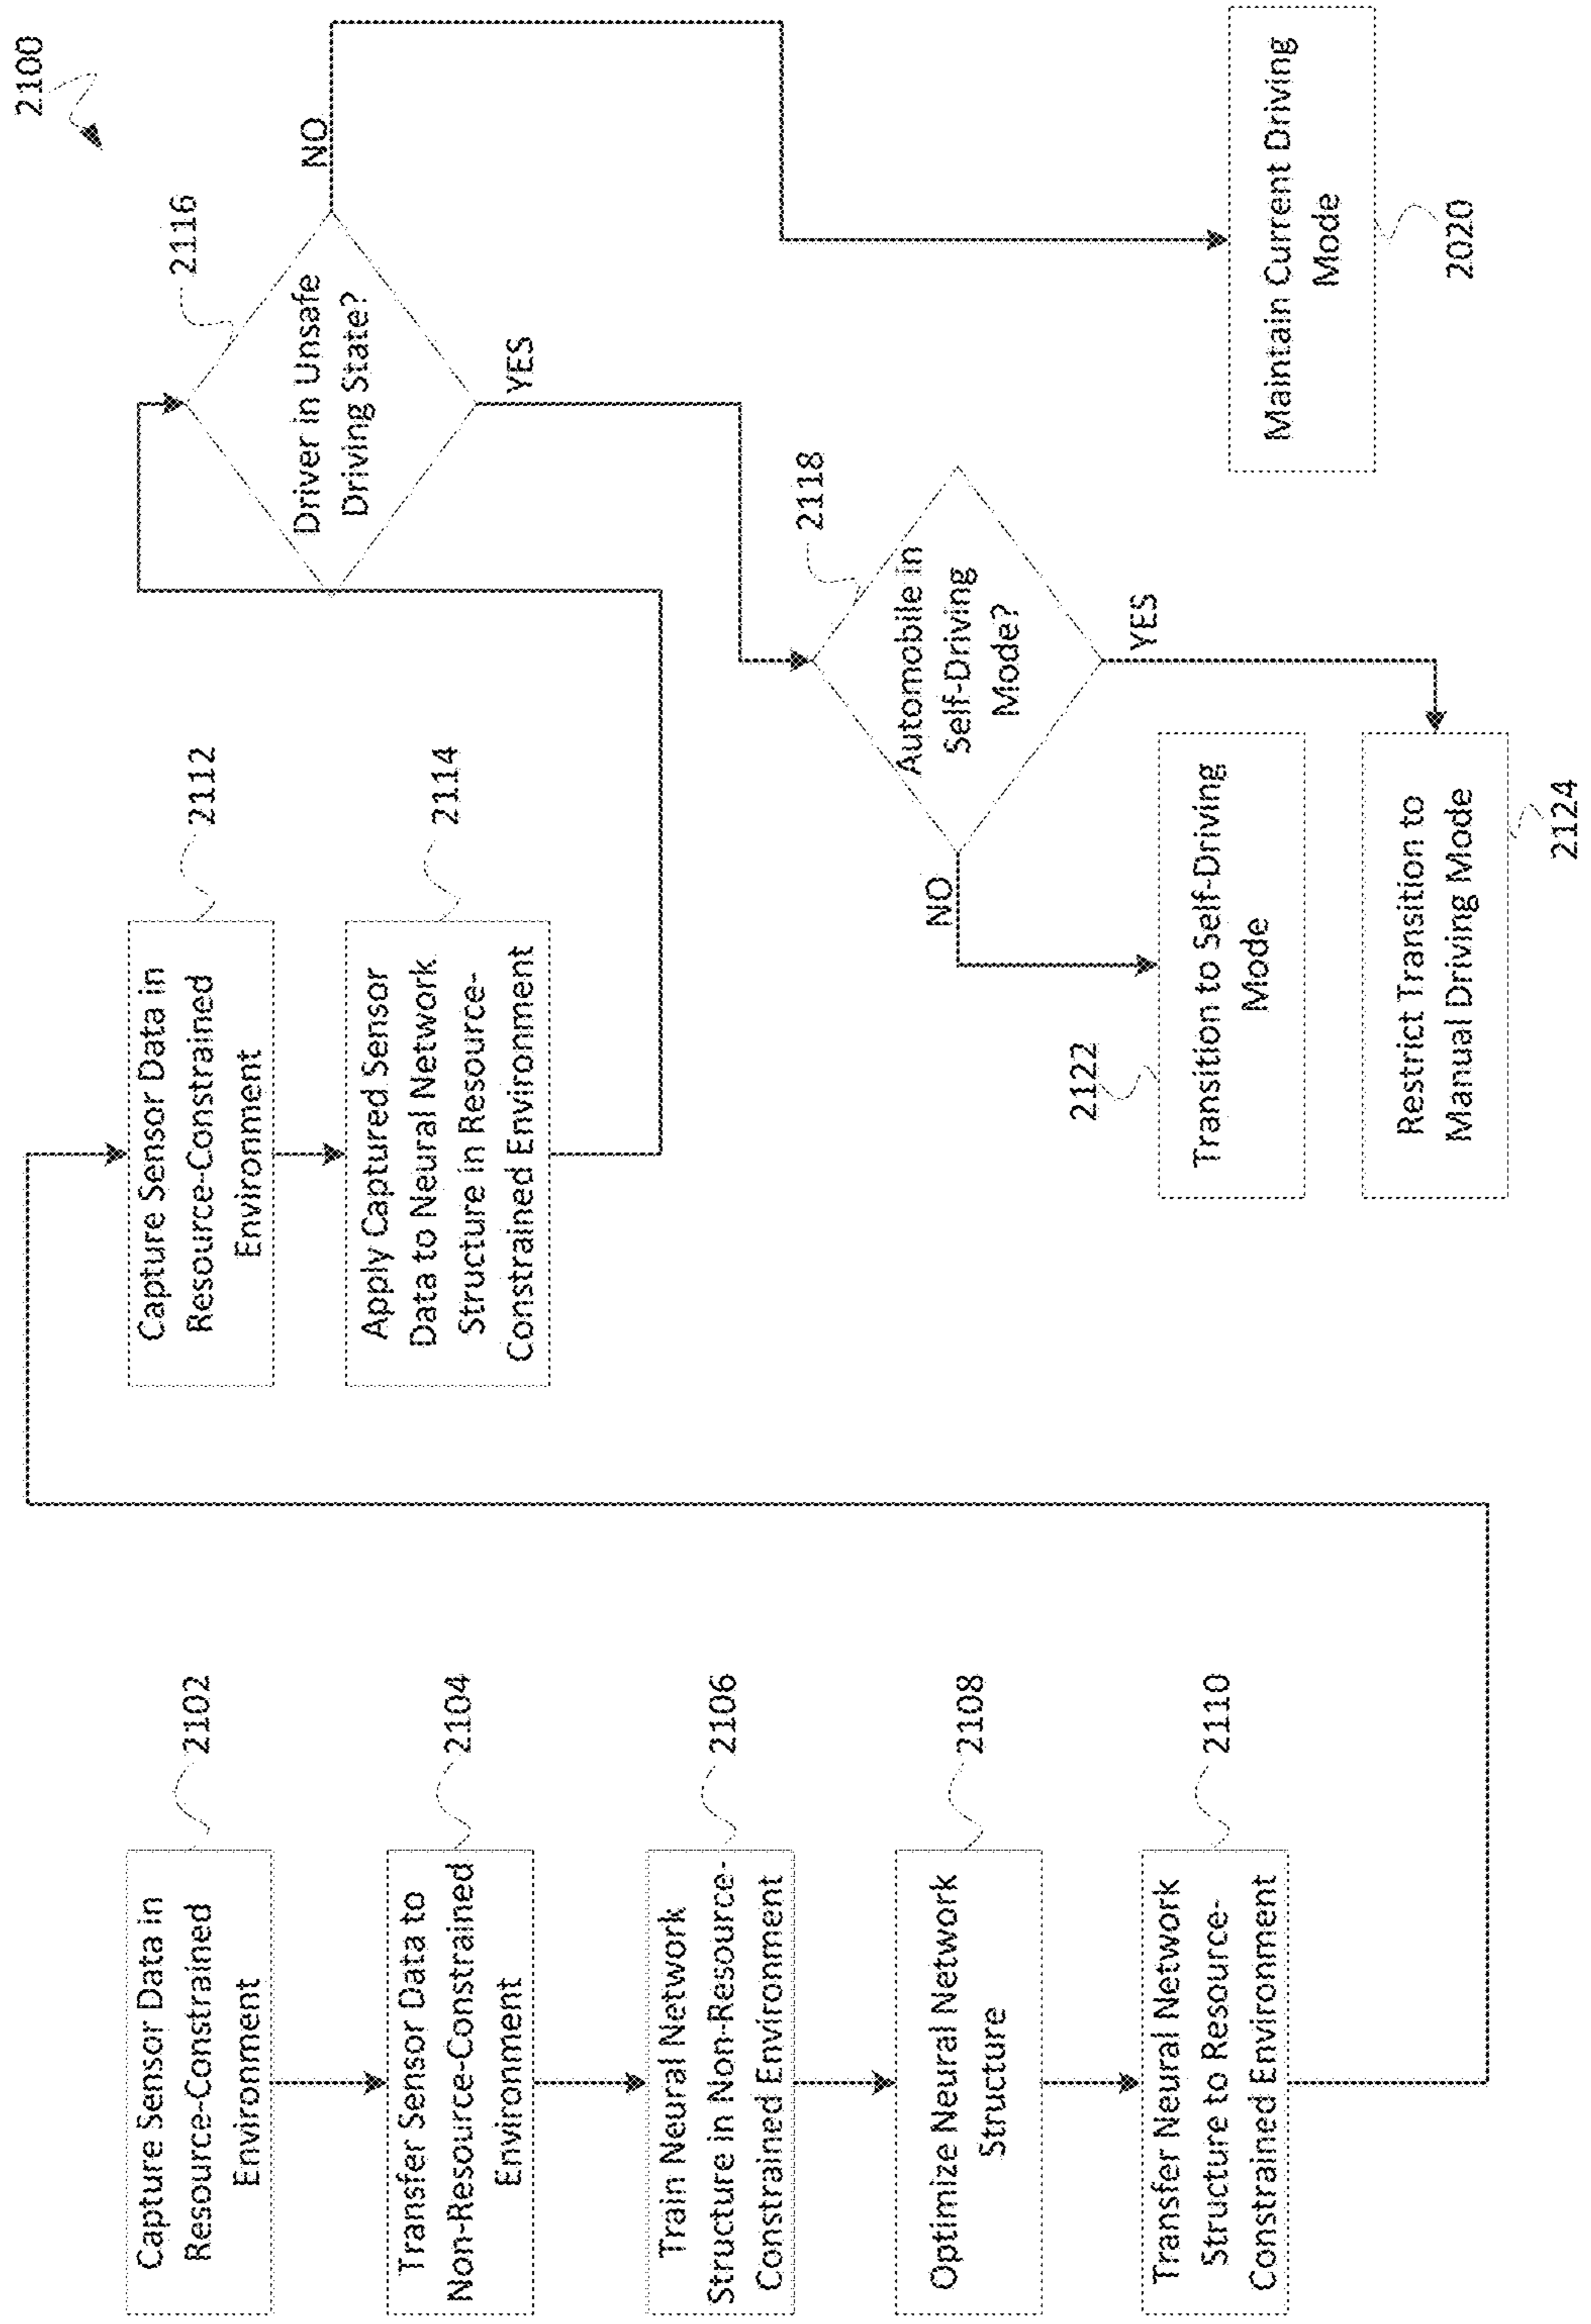 2100
Capture Sensor Data in
Resource-Constrained
Environment
2102
Transfer Sensor Data to
Non-Resource-Constrained
Environment
2104
Train Neural Network
Structure in Non-Resource-
Constrained Environment
2106
Optimize Neural Network
Structure
2108
Transfer Neural Network
Structure to Resource-
Constrained Environment
2110
Capture Sensor Data in
Resource-Constrained
Environment
2112
Apply Captured Sensor
Data to Neural Network
Structure in Resource-
Constrained Environment
2114
Driver in Unsafe
Driving State?
2116
NO
YES
Automobile in
Self-Driving
Mode?
2118
NO
YES
Transition to Self-Driving
Mode
2122
Restrict Transition to
Manual Driving Mode
2124
Maintain Current Driving
Mode
2020